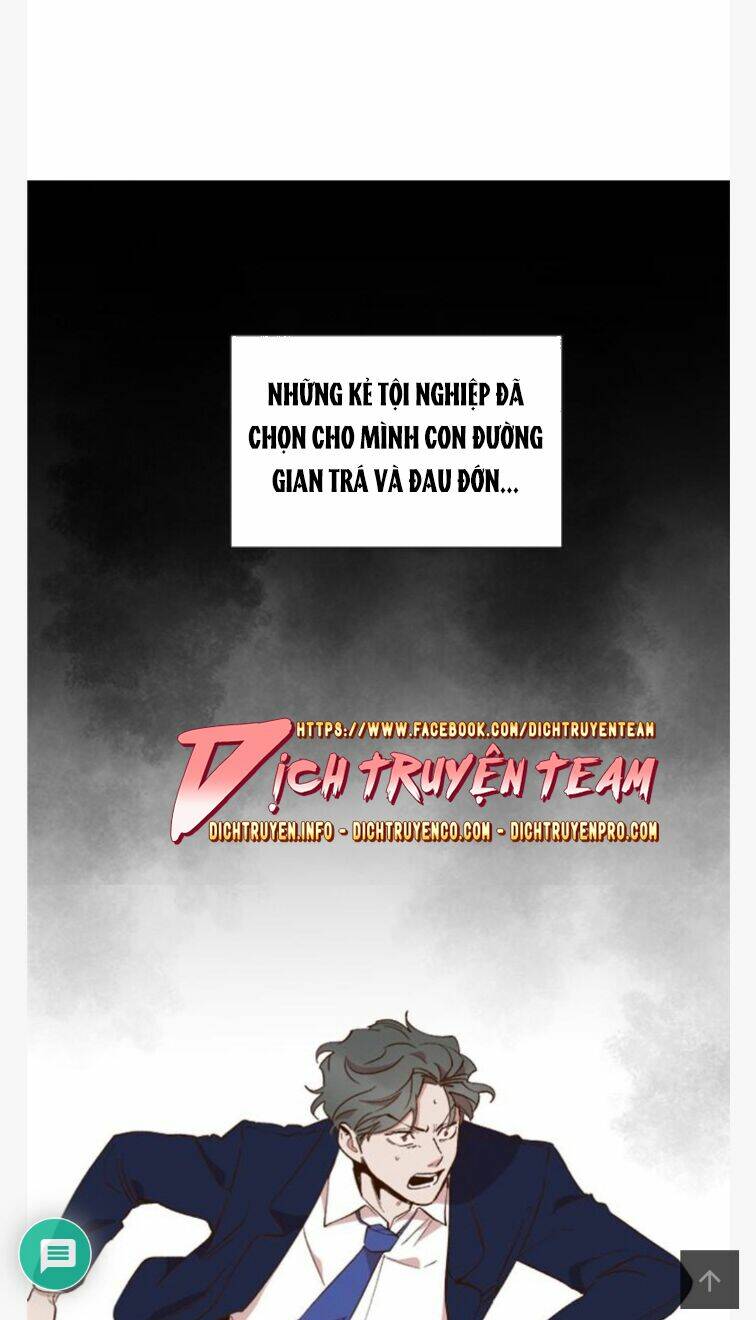 NHỮNG KẺ TỘI NGHIỆP ĐÃ
CHỌN CHO MÌNH CON ĐƯỜNG
GIAN TRÁ VÀ ĐAU ĐỚN...
HTTPS://WWW.FACEBOOK.COM/DICHTRUYENTEAM
DỊCH TRUYỆN TEAM
DICHTRUYEN.INFO - DICHTRUYENCO.COM - DICHTRUYENPRO.COM